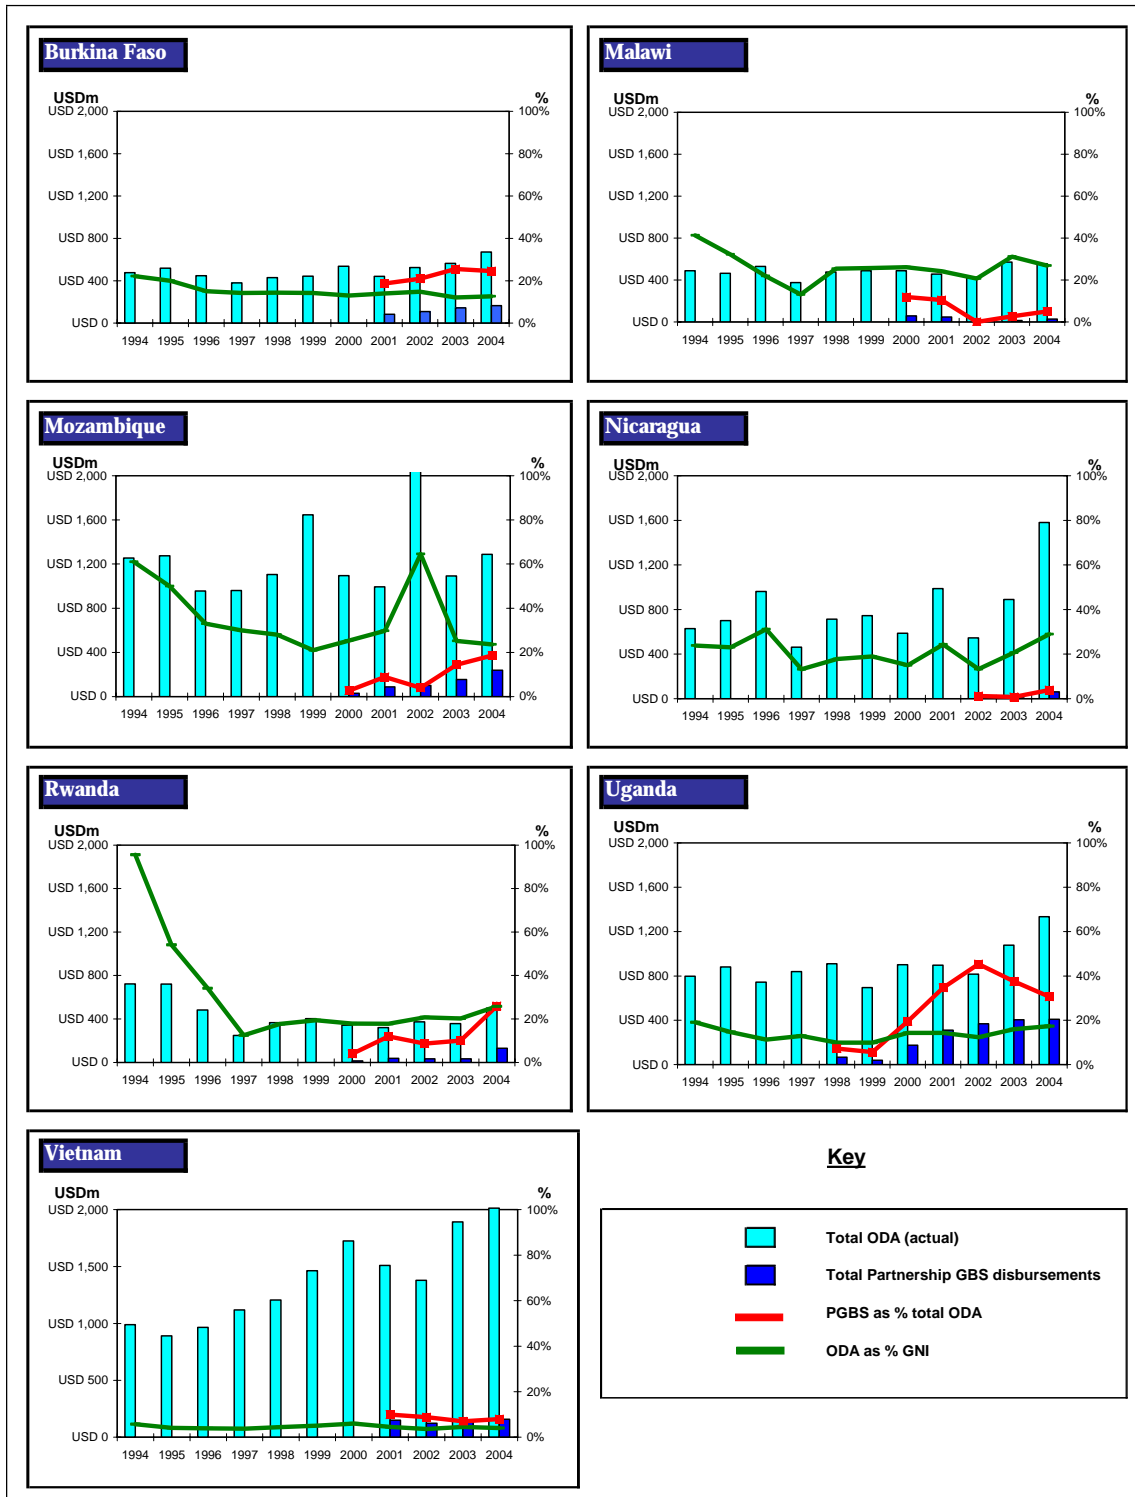 Burkina Faso
USDm %
USD 2,000 100%
USD 1,600 80%
USD 1,200 60%
USD 800 40%
USD 400 20%
USD 0 0%
1994 1995 1996 1997 1998 1999 2000 2001 2002 2003 2004
Malawi
USDm %
USD 2,000 100%
USD 1,600 80%
USD 1,200 60%
USD 800 40%
USD 400 20%
USD 0 0%
1994 1995 1996 1997 1998 1999 2000 2001 2002 2003 2004
Mozambique
USDm %
USD 2,000 100%
USD 1,600 80%
USD 1,200 60%
USD 800 40%
USD 400 20%
USD 0 0%
1994 1995 1996 1997 1998 1999 2000 2001 2002 2003 2004
Nicaragua
USDm %
USD 2,000 100%
USD 1,600 80%
USD 1,200 60%
USD 800 40%
USD 400 20%
USD 0 0%
1994 1995 1996 1997 1998 1999 2000 2001 2002 2003 2004
Rwanda
USDm %
USD 2,000 100%
USD 1,600 80%
USD 1,200 60%
USD 800 40%
USD 400 20%
USD 0 0%
1994 1995 1996 1997 1998 1999 2000 2001 2002 2003 2004
Uganda
USDm %
USD 2,000 100%
USD 1,600 80%
USD 1,200 60%
USD 800 40%
USD 400 20%
USD 0 0%
1994 1995 1996 1997 1998 1999 2000 2001 2002 2003 2004
Vietnam
USDm %
USD 2,000 100%
80%
USD 1,500
60%
USD 1,000
40%
USD 500
20%
USD 0 0%
1994 1995 1996 1997 1998 1999 2000 2001 2002 2003 2004
Key
Total ODA (actual)
Total Partnership GBS disbursements
PGBS as % total ODA
ODA as % GNI